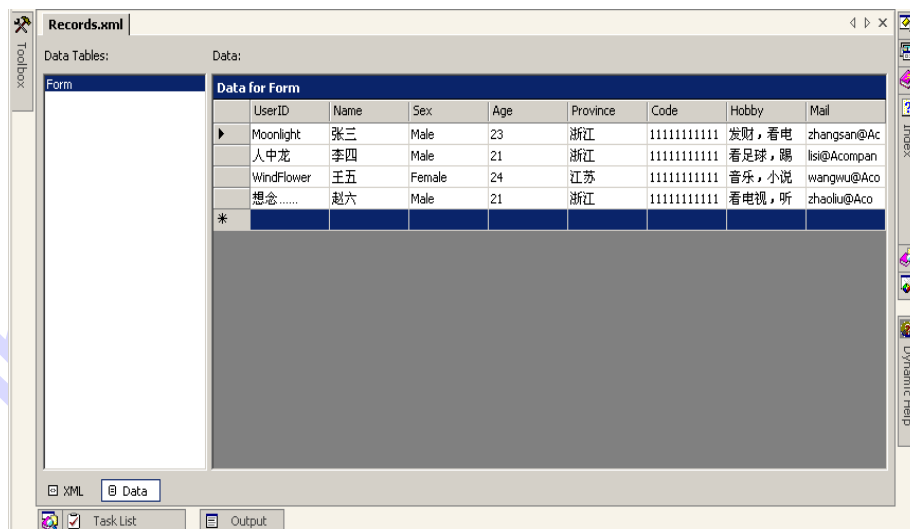 Records.xml
Toolbox
Data Tables:
Data:
Form
Data for Form
UserID Name Sex Age Province Code Hobby Mail
Moonlight 张三 Male 23 浙江 11111111111 发财，看电 zhangsan@Ac
人中龙 李四 Male 21 浙江 11111111111 看足球，踢 lisi@Acompan
WindFlower 王五 Female 24 江苏 11111111111 音乐，小说 wangwu@Aco
想念...... 赵六 Male 21 浙江 11111111111 看电视，听 zhaoliu@Aco
XML Data
Task List Output
Index
Dynamic Help